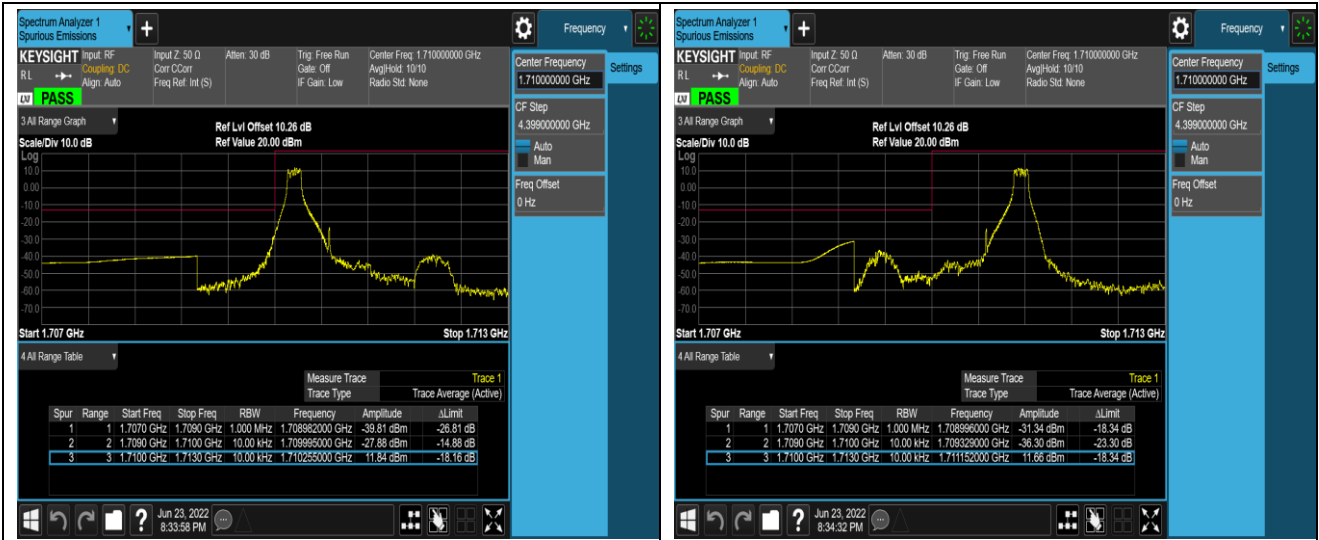 Spectrum Analyzer 1
Spurious Emissions
+
Frequency
KEYSIGHT Input: RF Input Z: 50 Ω Atten: 30 dB Trig: Free Run Center Freq: 1.710000000 GHz
RL Coupling: DC Corr CCorr Gate: Off Avg|Hold: 10/10
Align: Auto Freq Ref: Int (S) IF Gain: Low Radio Std: None
PASS
Center Frequency
1.710000000 GHz
Settings
CF Step
4.399000000 GHz
Auto
Man
Freq Offset
0 Hz
3 All Range Graph
Ref Lvl Offset 10.26 dB
Scale/Div 10.0 dB Ref Value 20.00 dBm
Log
10.0
0.00
-10.0
-20.0
-30.0
-40.0
-50.0
-60.0
-70.0
Start 1.707 GHz Stop 1.713 GHz
4 All Range Table
Measure Trace Trace 1
Trace Type Trace Average (Active)
Spur Range Start Freq Stop Freq RBW Frequency Amplitude ΔLimit
1 1 1.7070 GHz 1.7090 GHz 1.000 MHz 1.708982000 GHz -39.81 dBm -26.81 dB
2 2 1.7090 GHz 1.7100 GHz 10.00 kHz 1.709995000 GHz -27.88 dBm -14.88 dB
3 3 1.7100 GHz 1.7130 GHz 10.00 kHz 1.710255000 GHz 11.84 dBm -18.16 dB
?
Jun 23, 2022
8:33:58 PM
Spectrum Analyzer 1
Spurious Emissions
+
Frequency
KEYSIGHT Input: RF Input Z: 50 Ω Atten: 30 dB Trig: Free Run Center Freq: 1.710000000 GHz
RL Coupling: DC Corr CCorr Gate: Off Avg|Hold: 10/10
Align: Auto Freq Ref: Int (S) IF Gain: Low Radio Std: None
PASS
Center Frequency
1.710000000 GHz
Settings
CF Step
4.399000000 GHz
Auto
Man
Freq Offset
0 Hz
3 All Range Graph
Ref Lvl Offset 10.26 dB
Scale/Div 10.0 dB Ref Value 20.00 dBm
Log
10.0
0.00
-10.0
-20.0
-30.0
-40.0
-50.0
-60.0
-70.0
Start 1.707 GHz Stop 1.713 GHz
4 All Range Table
Measure Trace Trace 1
Trace Type Trace Average (Active)
Spur Range Start Freq Stop Freq RBW Frequency Amplitude ΔLimit
1 1 1.7070 GHz 1.7090 GHz 1.000 MHz 1.708996000 GHz -31.34 dBm -18.34 dB
2 2 1.7090 GHz 1.7100 GHz 10.00 kHz 1.709329000 GHz -36.30 dBm -23.30 dB
3 3 1.7100 GHz 1.7130 GHz 10.00 kHz 1.711152000 GHz 11.66 dBm -18.34 dB
?
Jun 23, 2022
8:34:32 PM